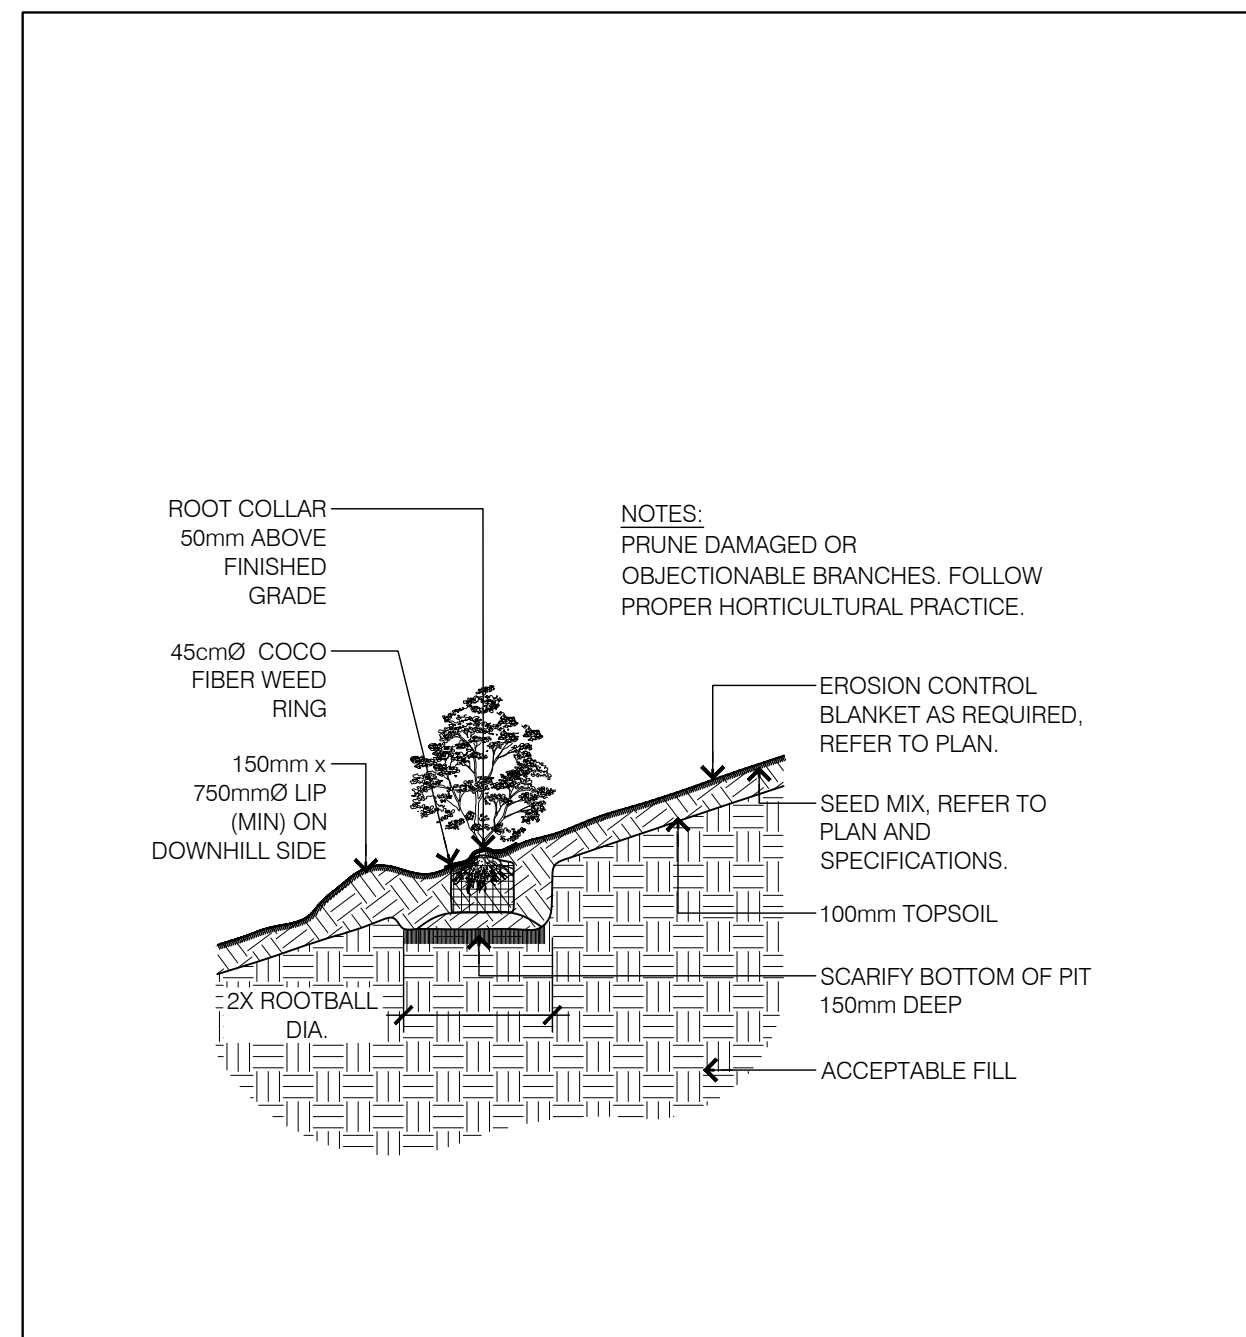 ROOT COLLAR
50mm ABOVE
FINISHED
GRADE
45cmØ COCO
FIBER WEED
RING
150mm x
750mmØ LIP
(MIN) ON
DOWNHILL SIDE
2X ROOTBALL
DIA.
NOTES:
PRUNE DAMAGED OR
OBJECTIONABLE BRANCHES. FOLLOW
PROPER HORTICULTURAL PRACTICE.
EROSION CONTROL
BLANKET AS REQUIRED,
REFER TO PLAN.
SEED MIX, REFER TO
PLAN AND
SPECIFICATIONS.
100mm TOPSOIL
SCARIFY BOTTOM OF PIT
150mm DEEP
ACCEPTABLE FILL